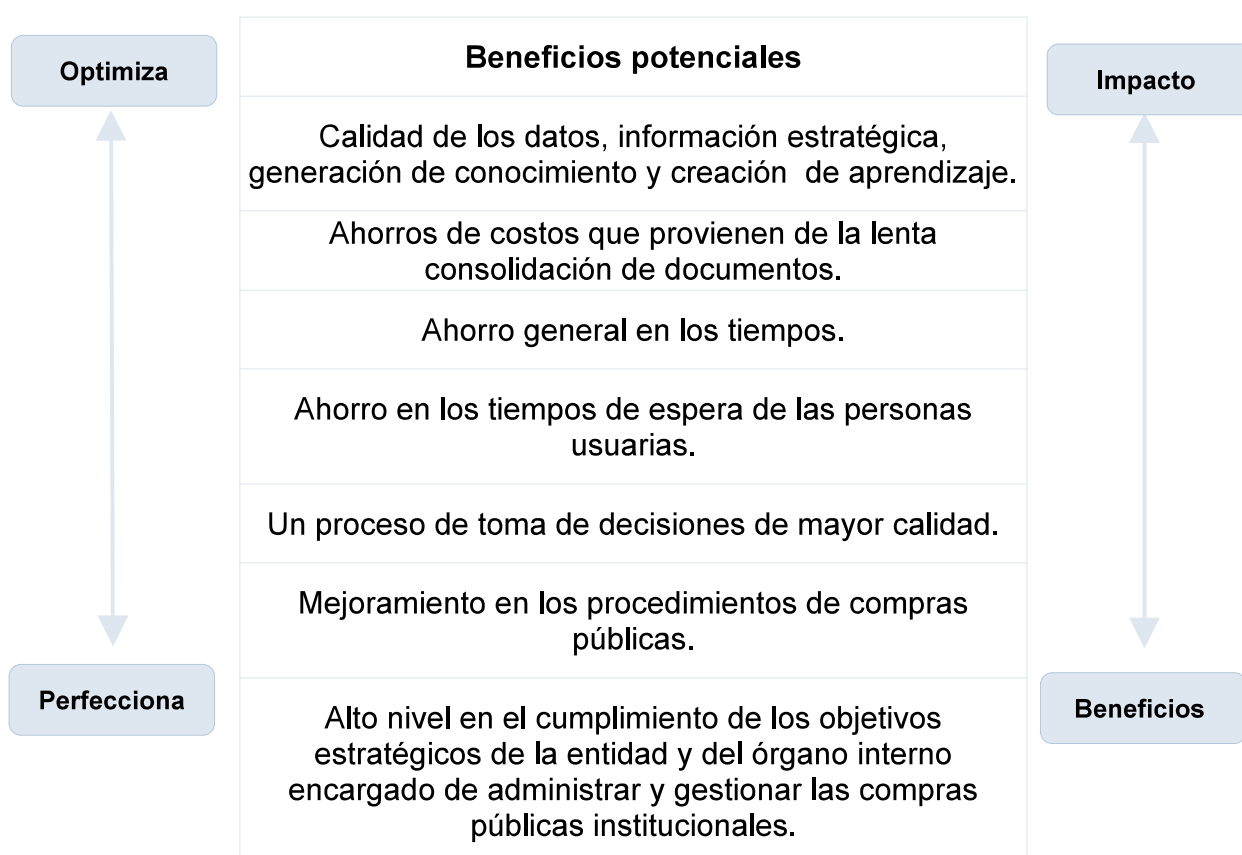 Optimiza
Perfecciona
Beneficios potenciales
Calidad de los datos, información estratégica,
generación de conocimiento y creación de aprendizaje.
Ahorros de costos que provienen de la lenta
consolidación de documentos.
Ahorro general en los tiempos.
Ahorro en los tiempos de espera de las personas
usuarias.
Un proceso de toma de decisiones de mayor calidad.
Mejoramiento en los procedimientos de compras
públicas.
Alto nivel en el cumplimiento de los objetivos
estratégicos de la entidad y del órgano interno
encargado de administrar y gestionar las compras
públicas institucionales.
Impacto
Beneficios